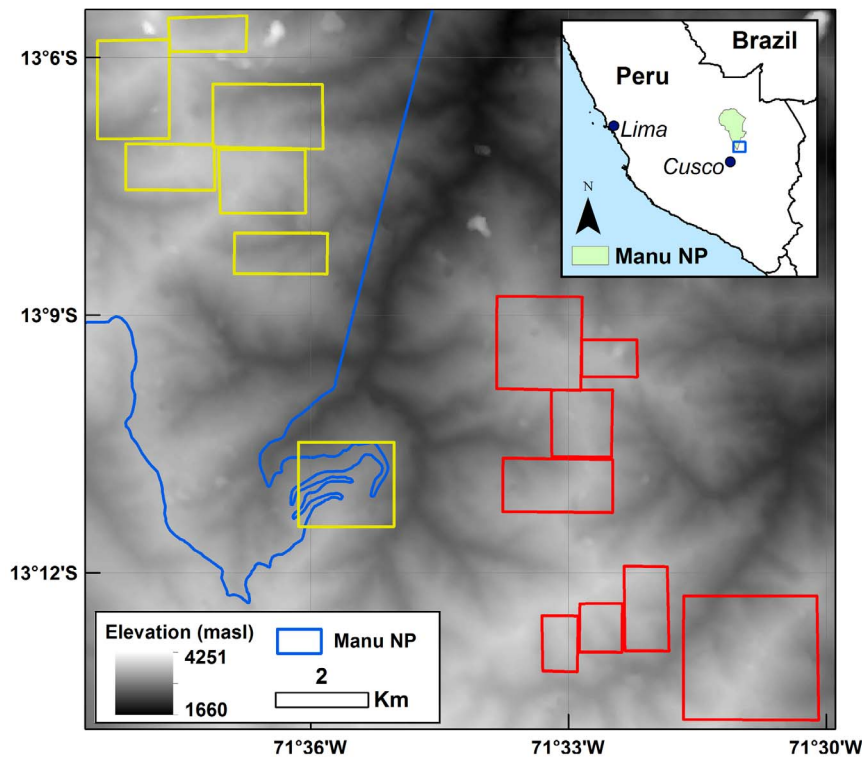 13°6'S
13°9'S
13°12'S
Brazil
Peru
Lima
Cusco
N
Manu NP
Elevation (masl)
4251
1660
Manu NP
2
Km
71°36'W
71°33'W
71°30'W